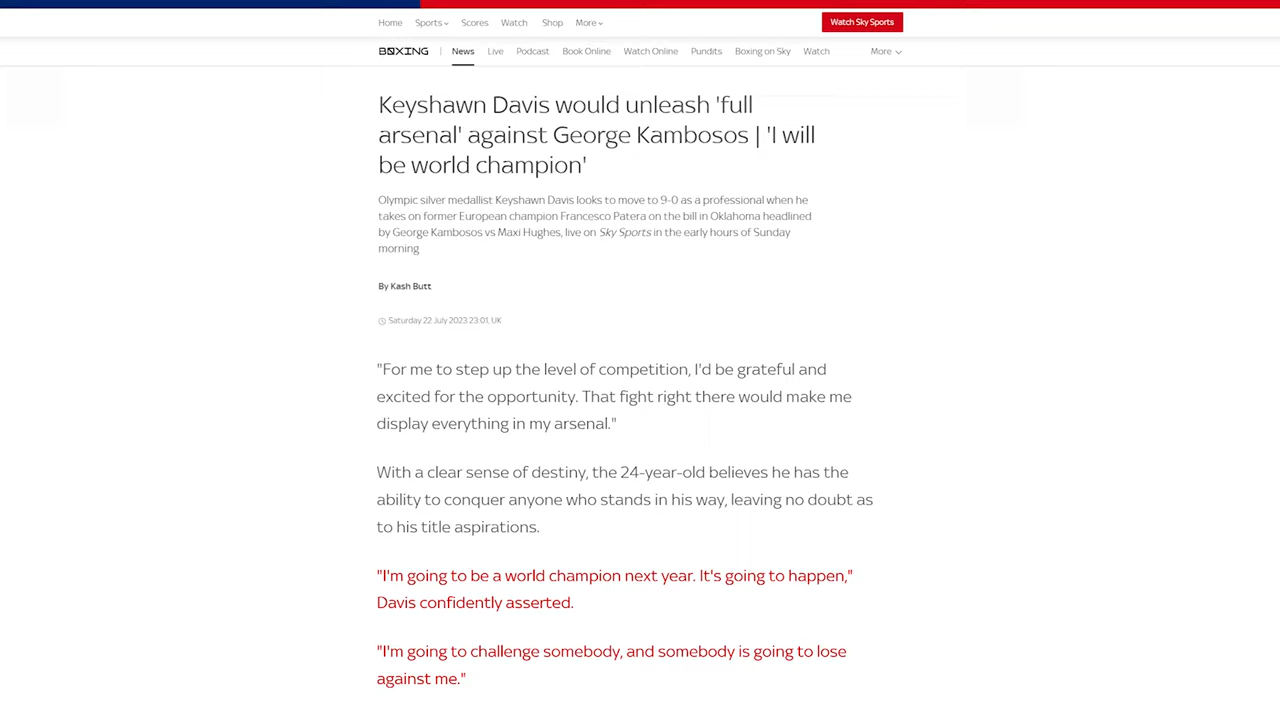 Home Sports Scores Watch Shop More Watch Sky Sports
BOXING | News Live Podcast Book Online Watch Online Pundits Boxing on Sky Watch More
Keyshawn Davis would unleash 'full
arsenal' against George Kambosos | 'I will
be world champion'
Olympic silver medallist Keyshawn Davis looks to move to 9-0 as a professional when he
takes on former European champion Francesco Patera on the bill in Oklahoma headlined
by George Kambosos vs Maxi Hughes, live on Sky Sports in the early hours of Sunday
morning
By Kash Butt
Saturday 22 July 2023 23:01, UK
"For me to step up the level of competition, I'd be grateful and
excited for the opportunity. That fight right there would make me
display everything in my arsenal."
With a clear sense of destiny, the 24-year-old believes he has the
ability to conquer anyone who stands in his way, leaving no doubt as
to his title aspirations.
"I'm going to be a world champion next year. It's going to happen,"
Davis confidently asserted.
"I'm going to challenge somebody, and somebody is going to lose
against me."